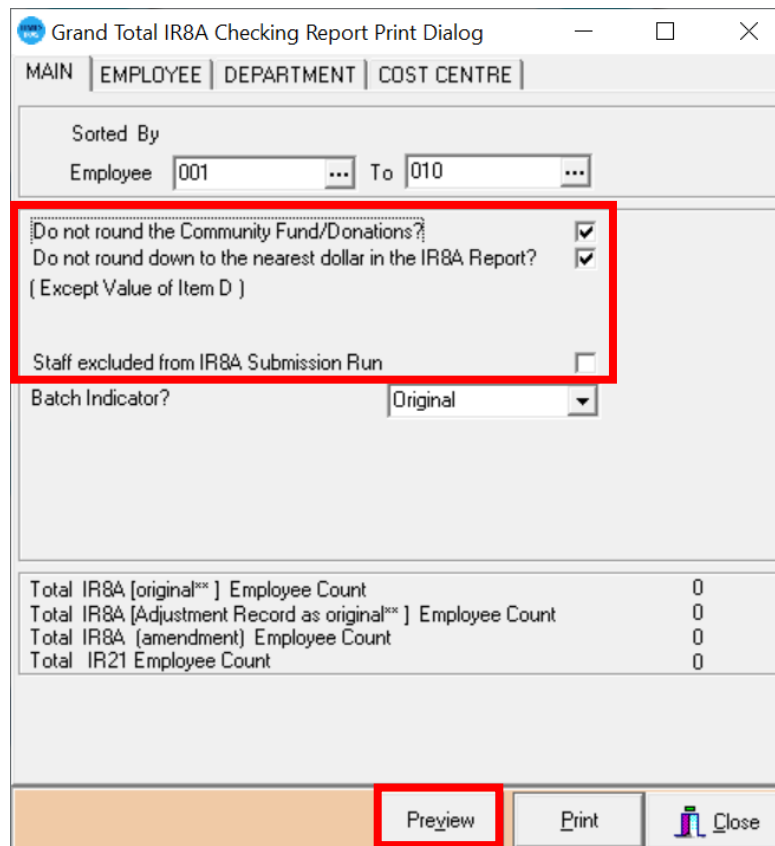 Grand Total IR8A Checking Report Print Dialog
MAIN EMPLOYEE DEPARTMENT COST CENTRE
Sorted By
Employee 001 ... To 010 ...
Do not round the Community Fund/Donations?
Do not round down to the nearest dollar in the IR8A Report?
( Except Value of Item D )
Staff excluded from IR8A Submission Run
Batch Indicator? Original
Total IR8A [original** ] Employee Count 0
Total IR8A [Adjustment Record as original** ] Employee Count 0
Total IR8A (amendment) Employee Count 0
Total IR21 Employee Count 0
Preview Print Close